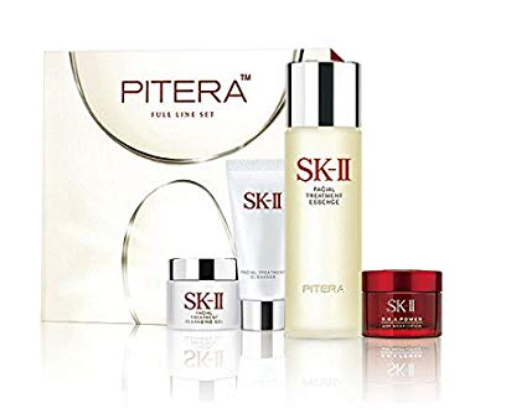 PITERA™
FULL LINE SET
SK-II
FACIAL TREATMENT
CLEANSER
SK-II
FACIAL
TREATMENT
CLEANSING GEL
SK-II
FACIAL
TREATMENT
ESSENCE
PITERA
SK-II
R.N.A.POWER